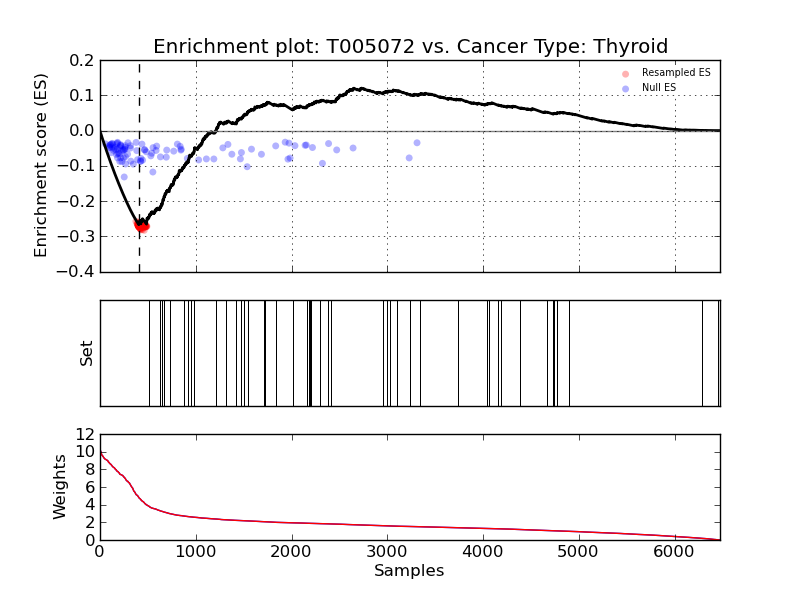 Enrichment plot: T005072 vs. Cancer Type: Thyroid
Enrichment score (ES)
0.2
0.1
0.0
−0.1
−0.2
−0.3
−0.4
Resampled ES
Null ES
Set
Weights
12
10
8
6
4
2
0
0 1000 2000 3000 4000 5000 6000
Samples